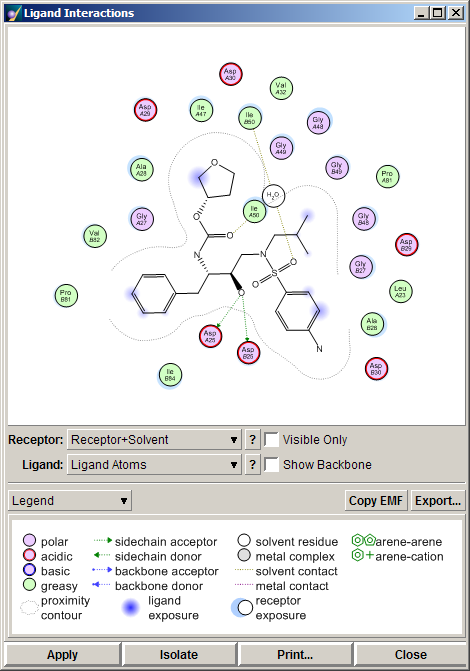 Ligand Interactions
Asp A30
Val A32
Asp A29
Ile A47
Ile B50
Gly A48
Gly A49
Ala A28
Gly B49
Pro A81
H2O
Gly A27
Ile A50
Gly B48
Val B82
O
O
O
N
N
O
Asp B29
Gly B27
O
S
O
Leu A23
Pro B81
O
Ala B28
Asp A25
Asp B25
N
Ile B84
Asp B30
Receptor: Receptor+Solvent ? Visible Only
Ligand: Ligand Atoms ? Show Backbone
Legend Copy EMF Export...
polar sidechain acceptor solvent residue arene-arene
acidic sidechain donor metal complex arene-cation
basic backbone acceptor solvent contact
greasy backbone donor metal contact
proximity contour ligand exposure receptor exposure
Apply Isolate Print... Close